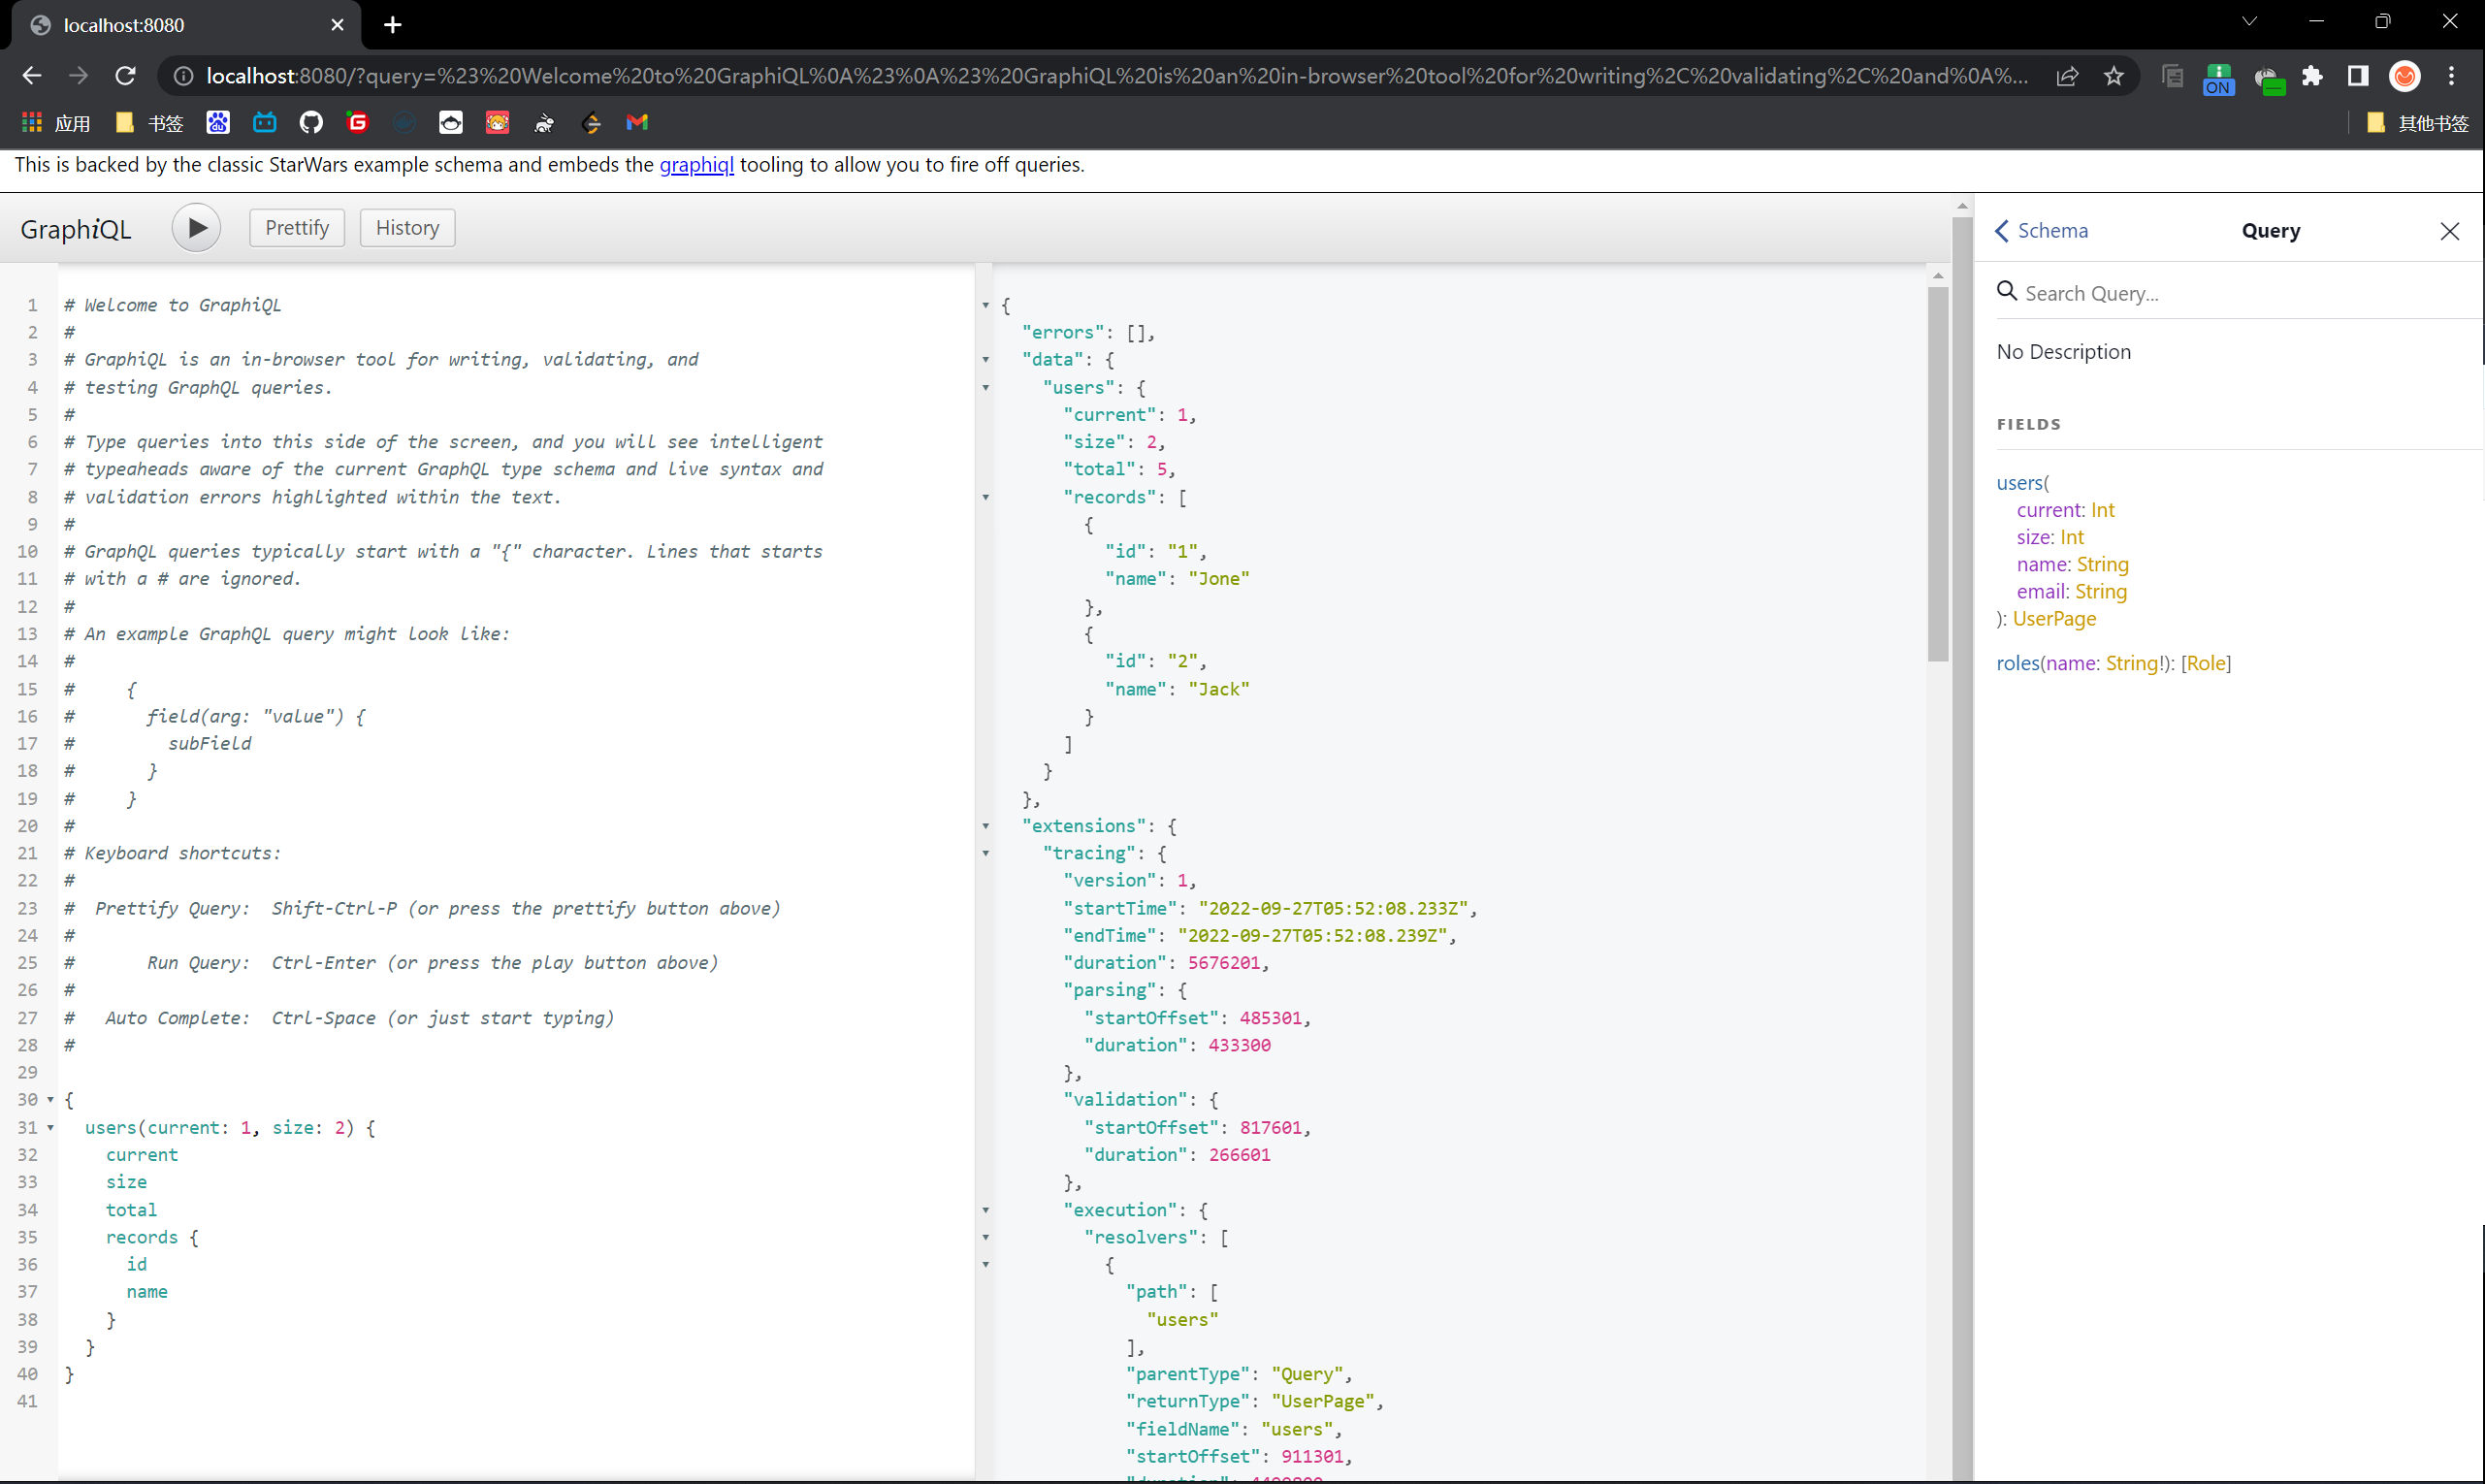 localhost:8080
localhost:8080/?query=%23%20Welcome%20to%20GraphiQL%0A%23%0A%23%20GraphiQL%20is%20an%20in-browser%20tool%20for%20writing%2C%20validating%2C%20and%0A%...
ON
应用
书签
其他书签
This is backed by the classic StarWars example schema and embeds the graphiql tooling to allow you to fire off queries.
GraphiQL
Prettify
History
1 # Welcome to GraphiQL
2 #
3 # GraphiQL is an in-browser tool for writing, validating, and
4 # testing GraphQL queries.
5 #
6 # Type queries into this side of the screen, and you will see intelligent
7 # typeaheads aware of the current GraphQL type schema and live syntax and
8 # validation errors highlighted within the text.
9 #
10 # GraphQL queries typically start with a "{" character. Lines that starts
11 # with a # are ignored.
12 #
13 # An example GraphQL query might look like:
14 #
15 #     {
16 #       field(arg: "value") {
17 #         subField
18 #       }
19 #     }
20 #
21 # Keyboard shortcuts:
22 #
23 #  Prettify Query:  Shift-Ctrl-P (or press the prettify button above)
24 #
25 #       Run Query:  Ctrl-Enter (or press the play button above)
26 #
27 #   Auto Complete:  Ctrl-Space (or just start typing)
28 #
29
30 {
31   users(current: 1, size: 2) {
32     current
33     size
34     total
35     records {
36       id
37       name
38     }
39   }
40 }
41
{
  "errors": [],
  "data": {
    "users": {
      "current": 1,
      "size": 2,
      "total": 5,
      "records": [
        {
          "id": "1",
          "name": "Jone"
        },
        {
          "id": "2",
          "name": "Jack"
        }
      ]
    }
  },
  "extensions": {
    "tracing": {
      "version": 1,
      "startTime": "2022-09-27T05:52:08.233Z",
      "endTime": "2022-09-27T05:52:08.239Z",
      "duration": 5676201,
      "parsing": {
        "startOffset": 485301,
        "duration": 433300
      },
      "validation": {
        "startOffset": 817601,
        "duration": 266601
      },
      "execution": {
        "resolvers": [
          {
            "path": [
              "users"
            ],
            "parentType": "Query",
            "returnType": "UserPage",
            "fieldName": "users",
            "startOffset": 911301,
Schema
Query
Search Query...
No Description
FIELDS
users(
current: Int
size: Int
name: String
email: String
): UserPage
roles(name: String!): [Role]